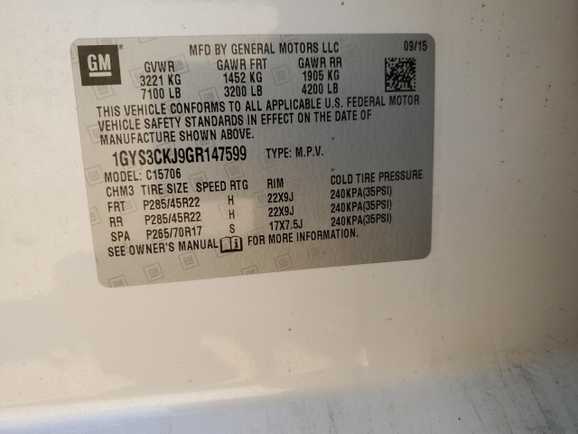 GM
MFD BY GENERAL MOTORS LLC 09/15
GVWR GAWR FRT GAWR RR
3221 KG 1452 KG 1905 KG
7100 LB 3200 LB 4200 LB
THIS VEHICLE CONFORMS TO ALL APPLICABLE U.S. FEDERAL MOTOR
VEHICLE SAFETY STANDARDS IN EFFECT ON THE DATE OF
MANUFACTURE SHOWN ABOVE.
1GYS3CKJ9GR147599 TYPE: M.P.V.
MODEL: C15706
CHM3 TIRE SIZE SPEED RTG RIM COLD TIRE PRESSURE
FRT P285/45R22 H 22X9J 240KPA(35PSI)
RR P285/45R22 H 22X9J 240KPA(35PSI)
SPA P265/70R17 S 17X7.5J 240KPA(35PSI)
SEE OWNER'S MANUAL FOR MORE INFORMATION.